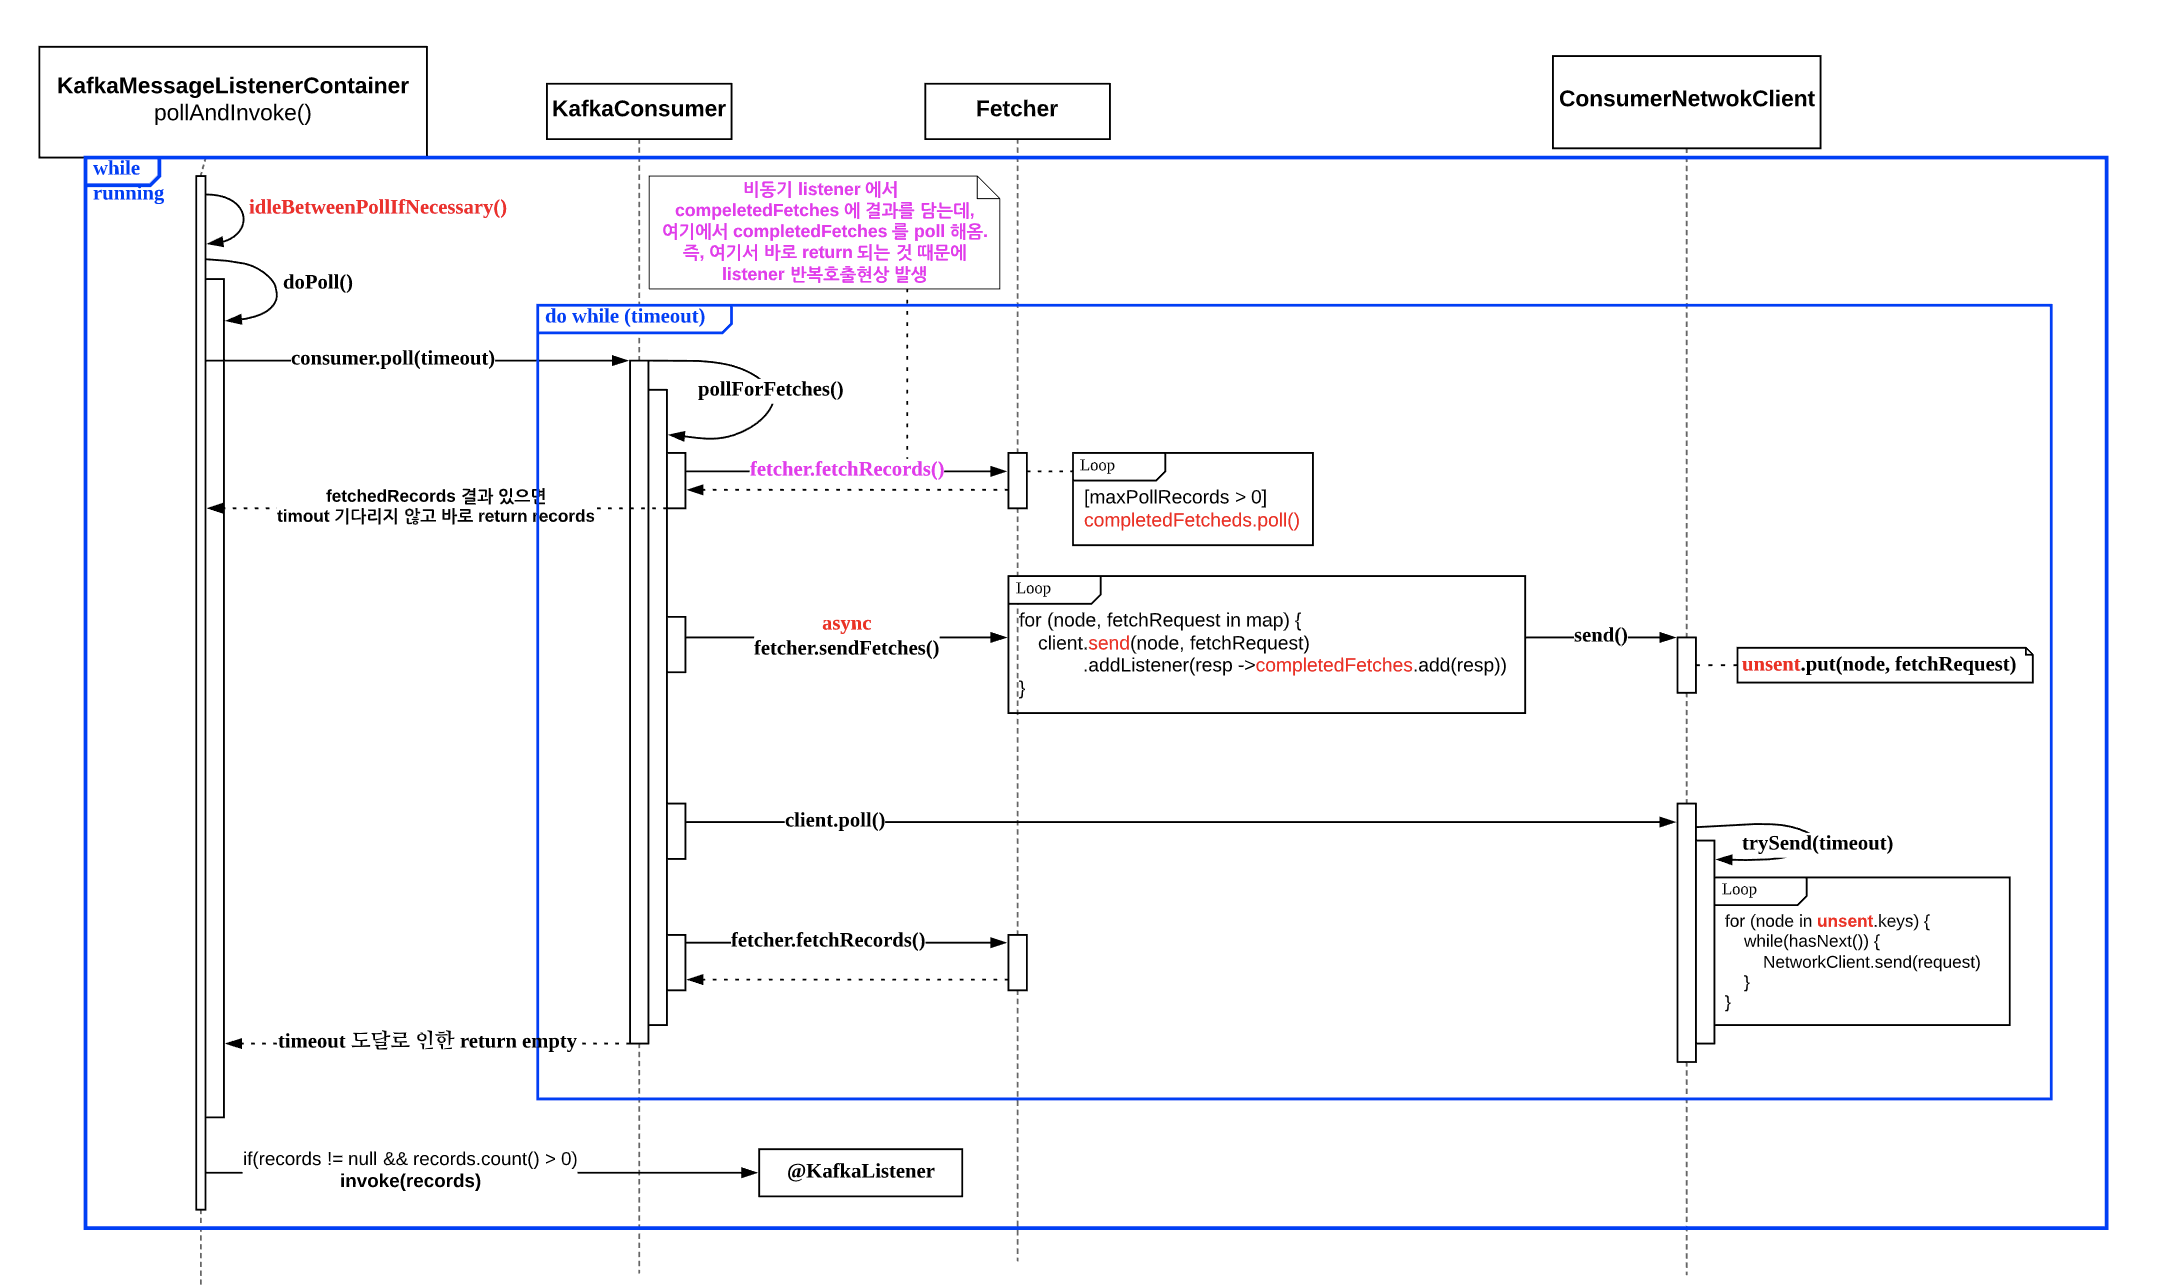 KafkaMessageListenerContainer
pollAndInvoke()
KafkaConsumer
Fetcher
ConsumerNetwokClient
while
running
idleBetweenPollIfNecessary()
비동기 listener 에서
compeletedFetches 에 결과를 담는데,
여기에서 completedFetches 를 poll 해옴.
즉, 여기서 바로 return 되는 것 때문에
listener 반복호출현상 발생
doPoll()
do while (timeout)
consumer.poll(timeout)
pollForFetches()
fetcher.fetchRecords()
Loop
[maxPollRecords > 0]
completedFetcheds.poll()
fetchedRecords 결과 있으면
timout 기다리지 않고 바로 return records
async
fetcher.sendFetches()
Loop
for (node, fetchRequest in map) {
client.send(node, fetchRequest)
.addListener(resp ->completedFetches.add(resp))
}
send()
unsent.put(node, fetchRequest)
client.poll()
trySend(timeout)
Loop
for (node in unsent.keys) {
while(hasNext()) {
NetworkClient.send(request)
}
}
fetcher.fetchRecords()
timeout 도달로 인한 return empty
if(records != null && records.count() > 0)
invoke(records)
@KafkaListener